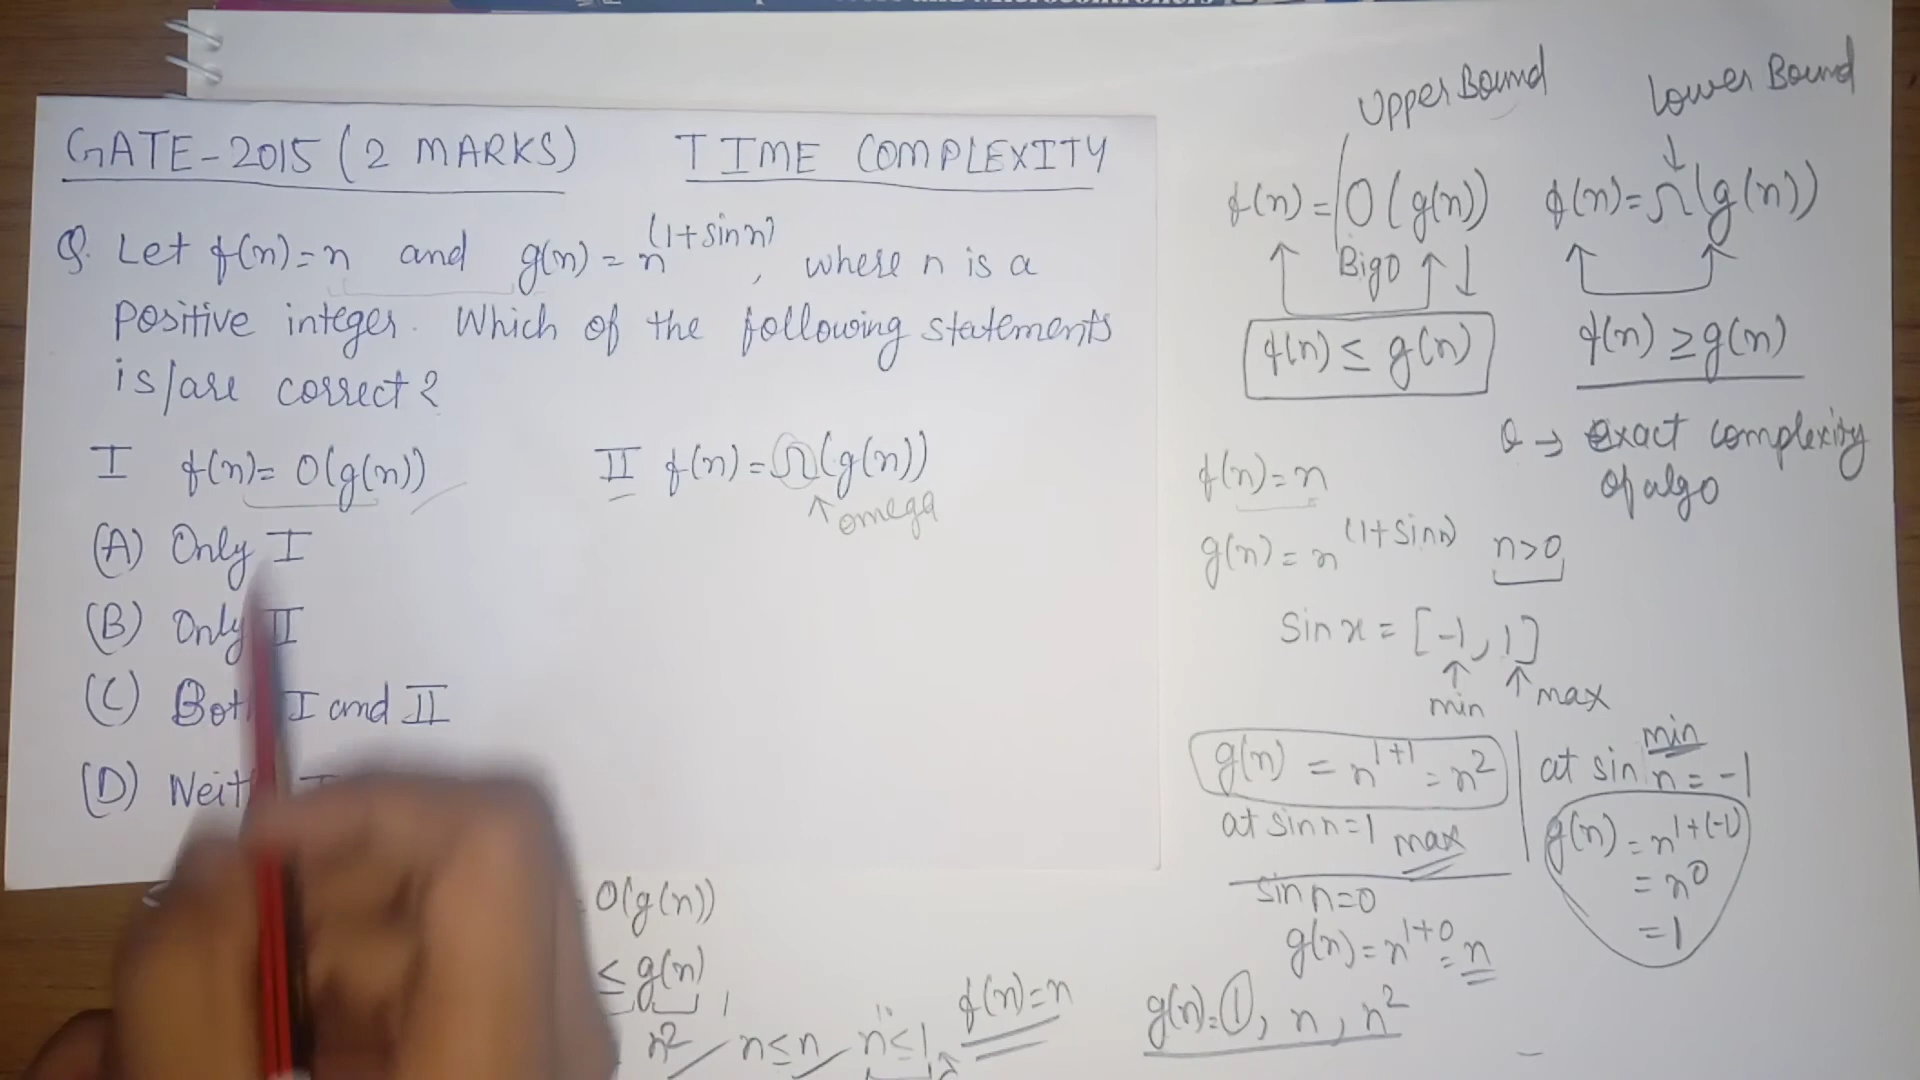 GATE-2015 (2 MARKS) TIME COMPLEXITY
Q. Let f(n)=n and g(n)=n^(1+sin n), where n is a
positive integer. Which of the following statements
is/are correct?
I f(n)= O(g(n)) II f(n)=Ω(g(n))
↑ omega
(A) Only I
(B) Only II
(C) Both I and II
(D) Neit
O(g(n))
≤ g(n)
n² n≤n n≤1
f(n)=n
Upper Bound Lower Bound
f(n)=O(g(n)) f(n)=Ω(g(n))
BigO
f(n) ≤ g(n) f(n) ≥ g(n)
θ → exact complexity
of algo
f(n)=n
g(n)=n^(1+sin n) n>0
Sin x = [-1, 1]
min max
g(n) = n^1+1 = n²
at sin n=1 max
min
at sin n=-1
g(n)=n^1+(-1)
= n^0
=1
sin n=0
g(n)=n^1+0 = n
g(n)=1, n, n²